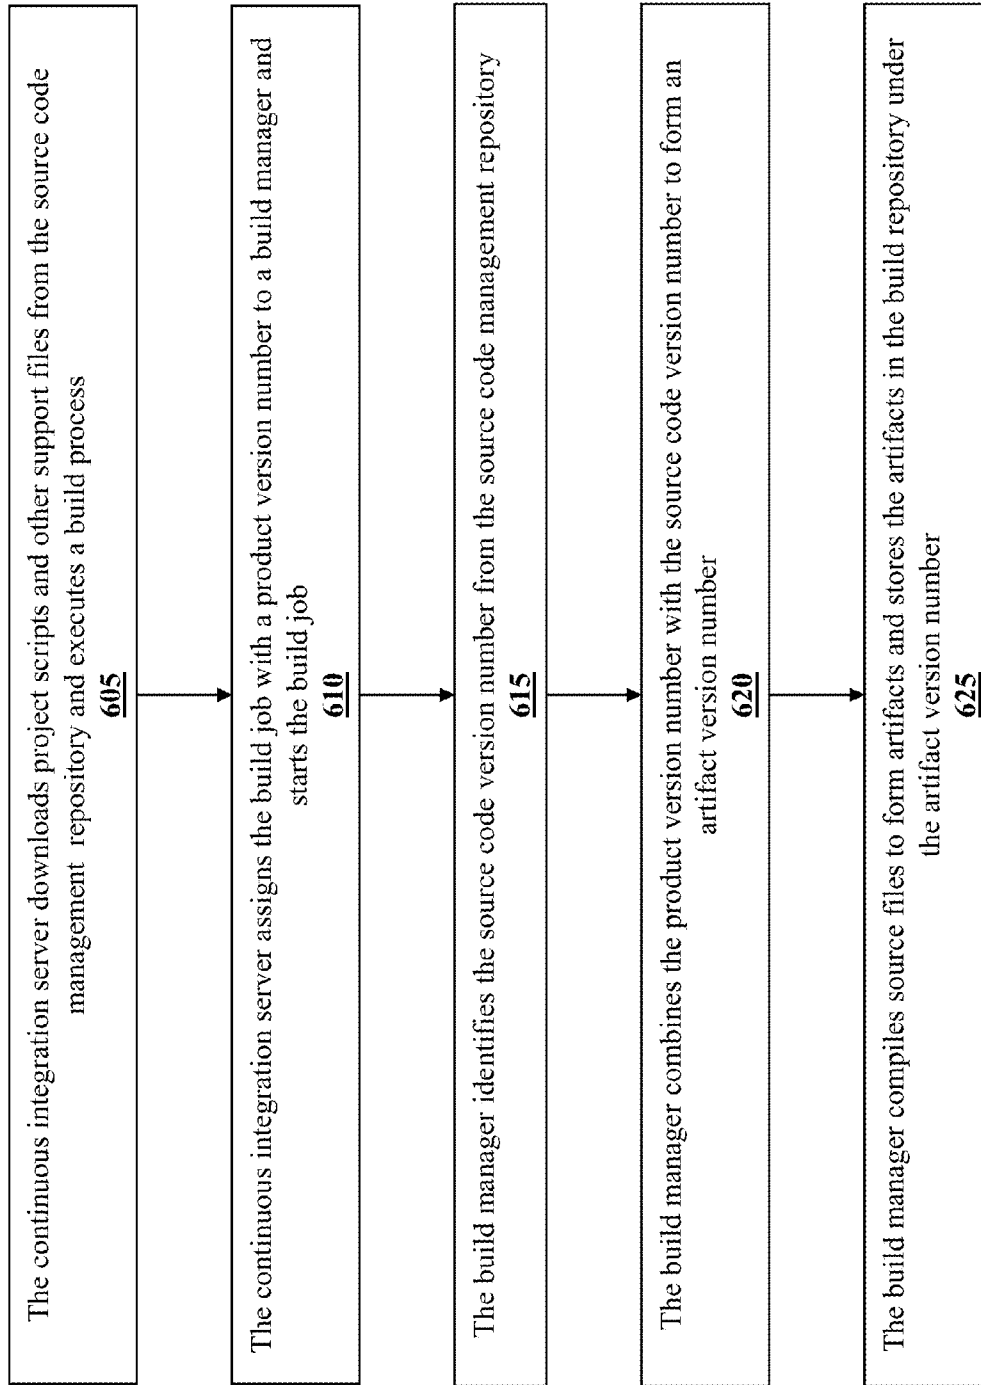 The continuous integration server downloads project scripts and other support files from the source code
management repository and executes a build process
605
The continuous integration server assigns the build job with a product version number to a build manager and
starts the build job
610
The build manager identifies the source code version number from the source code management repository
615
The build manager combines the product version number with the source code version number to form an
artifact version number
620
The build manager compiles source files to form artifacts and stores the artifacts in the build repository under
the artifact version number
625